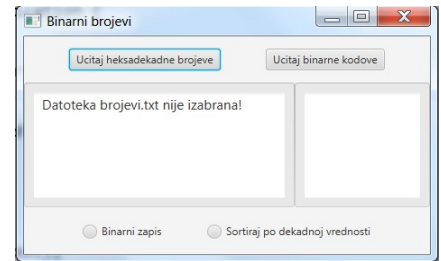 Binarni brojevi
Ucitaj heksadekadne brojeve
Ucitaj binarne kodove
Datoteka brojevi.txt nije izabrana!
Binarni zapis
Sortiraj po dekadnoj vrednosti